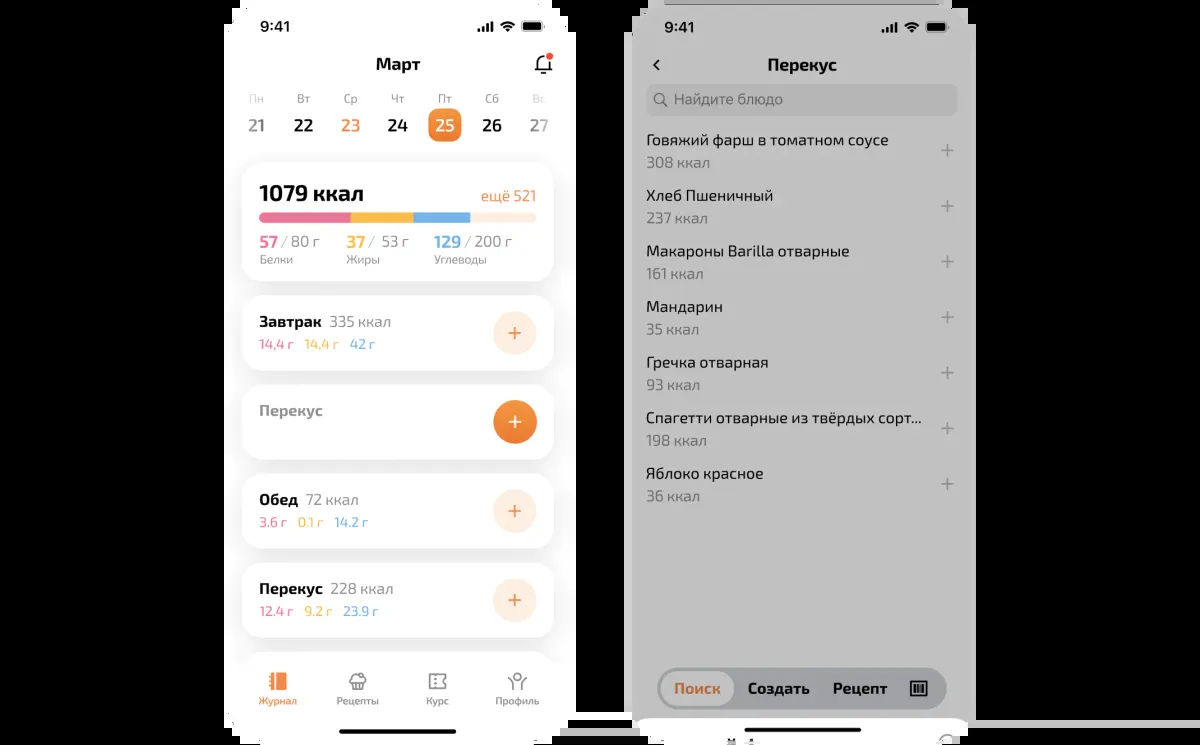 9:41
Март
Пн Вт Ср Чт Пт Сб Вс
21 22 23 24 25 26 27
1079 ккал ещё 521
57 / 80 г 37 / 53 г 129 / 200 г
Белки Жиры Углеводы
Завтрак 335 ккал
14,4 г 14,4 г 42 г
Перекус
Обед 72 ккал
3.6 г 0.1 г 14.2 г
Перекус 228 ккал
12.4 г 9.2 г 23.9 г
Журнал Рецепты Курс Профиль
9:41
Перекус
Найдите блюдо
Говяжий фарш в томатном соусе
308 ккал
Хлеб Пшеничный
237 ккал
Макароны Barilla отварные
161 ккал
Мандарин
35 ккал
Гречка отварная
93 ккал
Спагетти отварные из твёрдых сорт...
198 ккал
Яблоко красное
36 ккал
Поиск Создать Рецепт